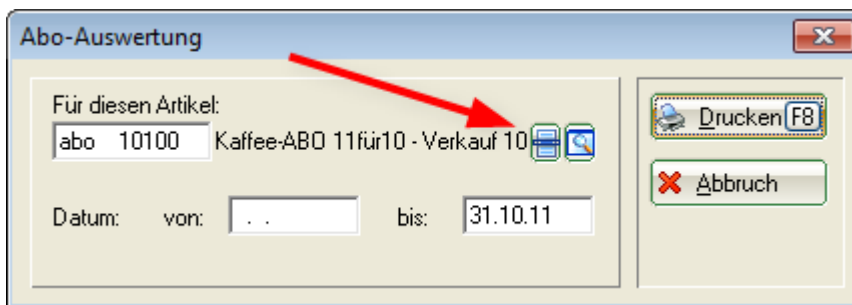 Abo-Auswertung
Für diesen Artikel:
abo 10100 Kaffee-ABO 11für10 - Verkauf 10
Datum: von: . . bis: 31.10.11
Drucken F8
Abbruch